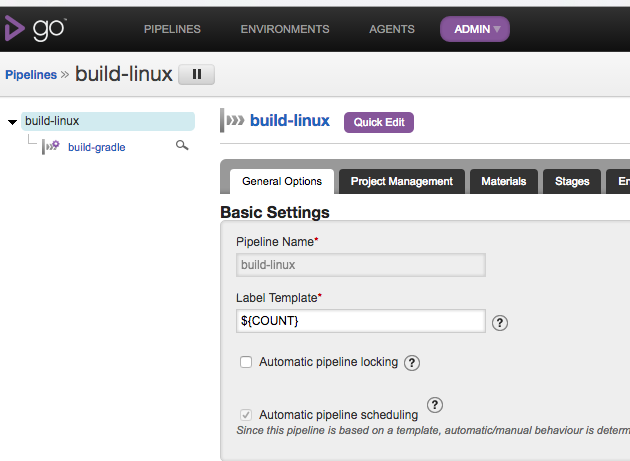 go™
PIPELINES ENVIRONMENTS AGENTS ADMIN
Pipelines » build-linux
build-linux
build-gradle
build-linux Quick Edit
General Options Project Management Materials Stages En
Basic Settings
Pipeline Name*
build-linux
Label Template*
${COUNT} ?
Automatic pipeline locking ?
Automatic pipeline scheduling ?
Since this pipeline is based on a template, automatic/manual behaviour is determ